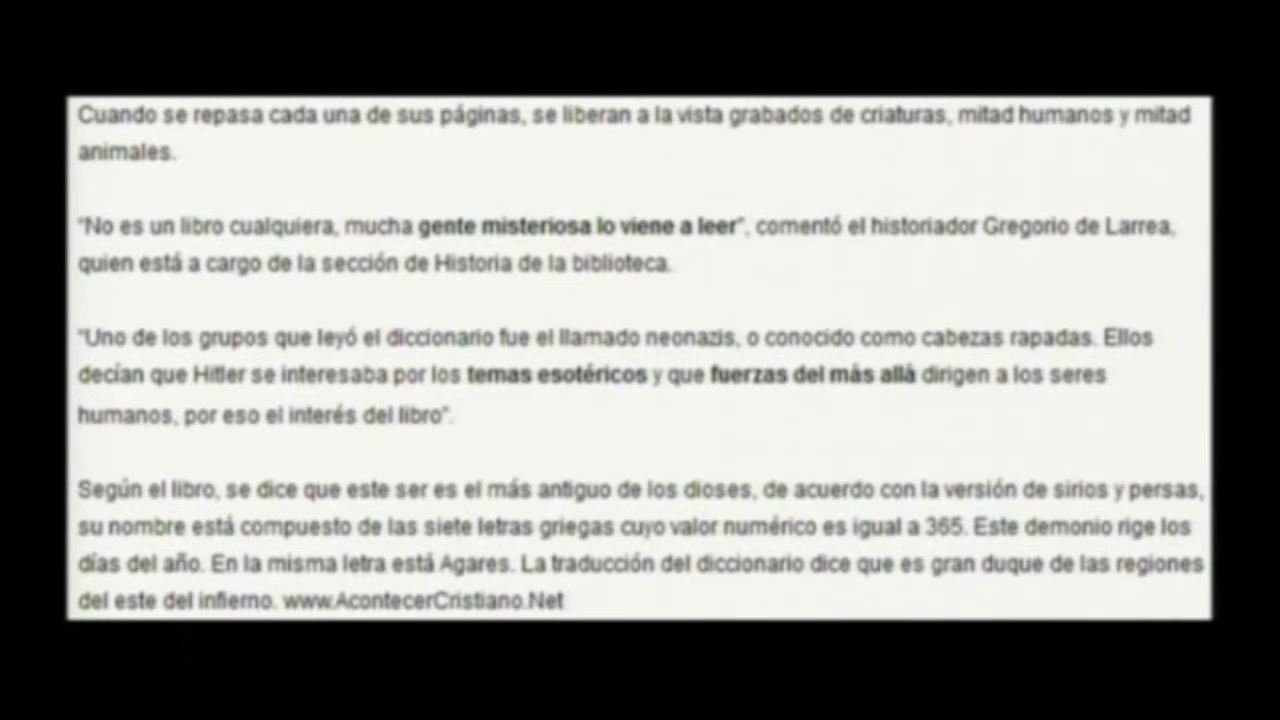 Cuando se repasa cada una de sus páginas, se liberan a la vista grabados de criaturas, mitad humanos y mitad
animales.
"No es un libro cualquiera, mucha gente misteriosa lo viene a leer", comentó el historiador Gregorio de Larrea,
quien está a cargo de la sección de Historia de la biblioteca.
"Uno de los grupos que leyó el diccionario fue el llamado neonazis, o conocido como cabezas rapadas. Ellos
decían que Hitler se interesaba por los temas esotéricos y que fuerzas del más allá dirigen a los seres
humanos, por eso el interés del libro".
Según el libro, se dice que este ser es el más antiguo de los dioses, de acuerdo con la versión de sirios y persas,
su nombre está compuesto de las siete letras griegas cuyo valor numérico es igual a 365. Este demonio rige los
días del año. En la misma letra está Agares. La traducción del diccionario dice que es gran duque de las regiones
del este del infierno. www.AcontecerCristiano.Net